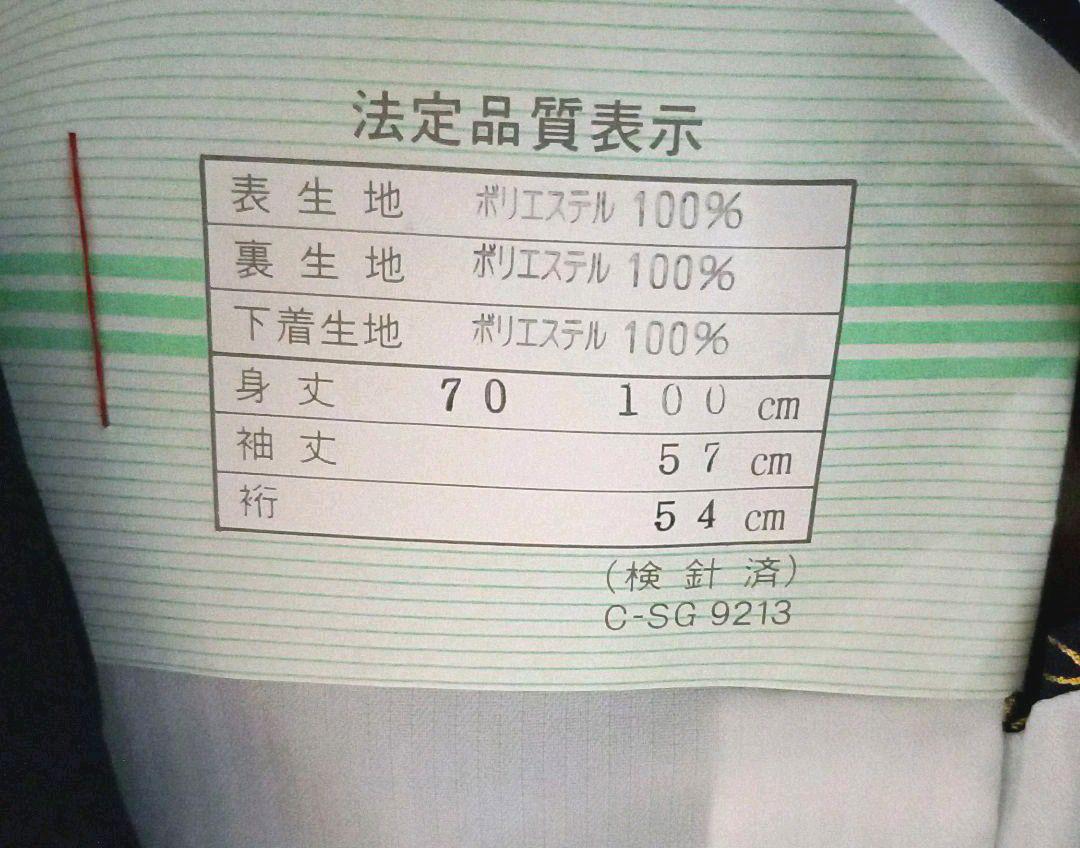 法定品質表示
表生地 ポリエステル 100%
裏生地 ポリエステル 100%
下着生地 ポリエステル 100%
身丈 70 100 cm
袖丈 57 cm
裄 54 cm
(検針済)
C-SG 9213